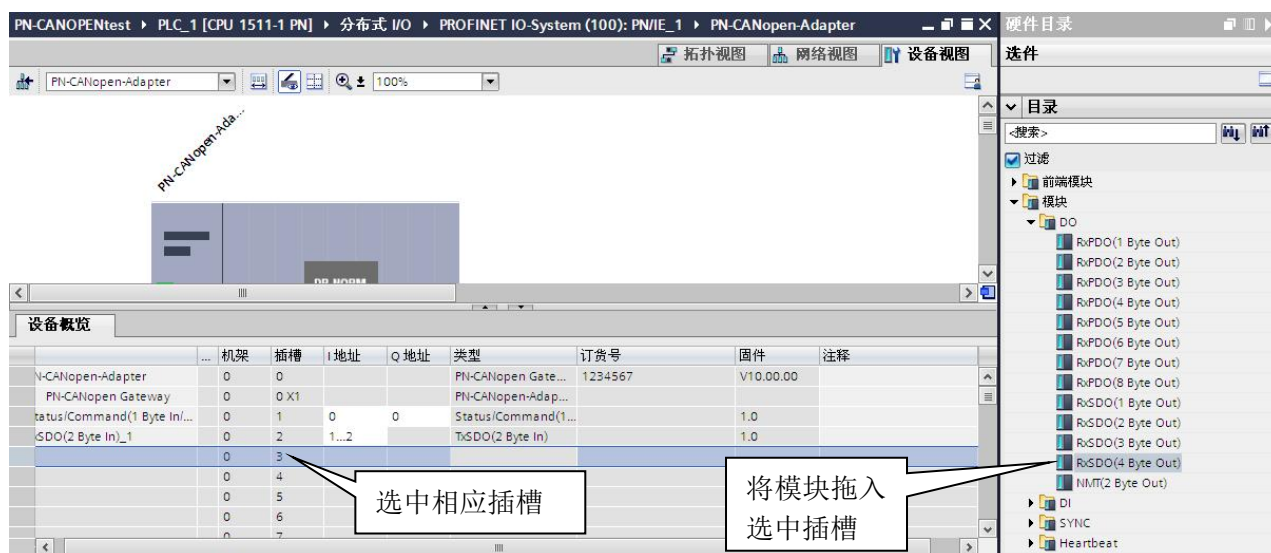 PN-CANOPENtest ▸ PLC_1 [CPU 1511-1 PN] ▸ 分布式 I/O ▸ PROFINET IO-System (100): PN/IE_1 ▸ PN-CANopen-Adapter
拓扑视图 网络视图 设备视图
PN-CANopen-Adapter 100%
PN-CANopen-Ada...
DP-NORM
设备概览
... 机架 插槽 I 地址 Q 地址 类型 订货号 固件 注释
N-CANopen-Adapter 0 0 PN-CANopen Gate... 1234567 V10.00.00
PN-CANopen Gateway 0 0 X1 PN-CANopen-Adap...
tatus/Command(1 Byte In/... 0 1 0 0 Status/Command(1... 1.0
xSDO(2 Byte In)_1 0 2 1...2 TxSDO(2 Byte In) 1.0
0 3
0 4
0 5
0 6
0 7
选中相应插槽
将模块拖入
选中插槽
硬件目录
选件
目录
<搜索>
过滤
前端模块
模块
DO
RxPDO(1 Byte Out)
RxPDO(2 Byte Out)
RxPDO(3 Byte Out)
RxPDO(4 Byte Out)
RxPDO(5 Byte Out)
RxPDO(6 Byte Out)
RxPDO(7 Byte Out)
RxPDO(8 Byte Out)
RxSDO(1 Byte Out)
RxSDO(2 Byte Out)
RxSDO(3 Byte Out)
RxSDO(4 Byte Out)
NMT(2 Byte Out)
DI
SYNC
Heartbeat